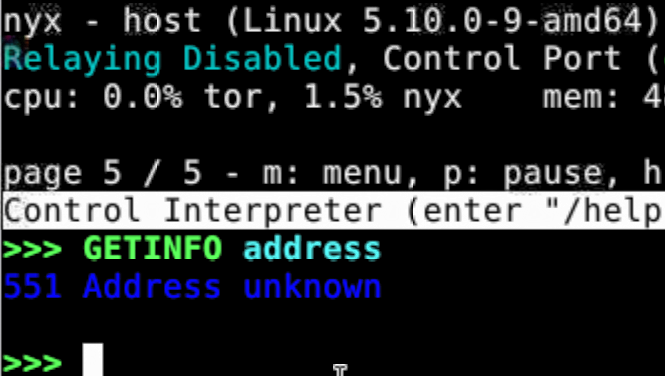 nyx - host (Linux 5.10.0-9-amd64)
Relaying Disabled, Control Port (
cpu: 0.0% tor, 1.5% nyx    mem: 4
page 5 / 5 - m: menu, p: pause, h
Control Interpreter (enter "/help
>>> GETINFO address
551 Address unknown
>>>